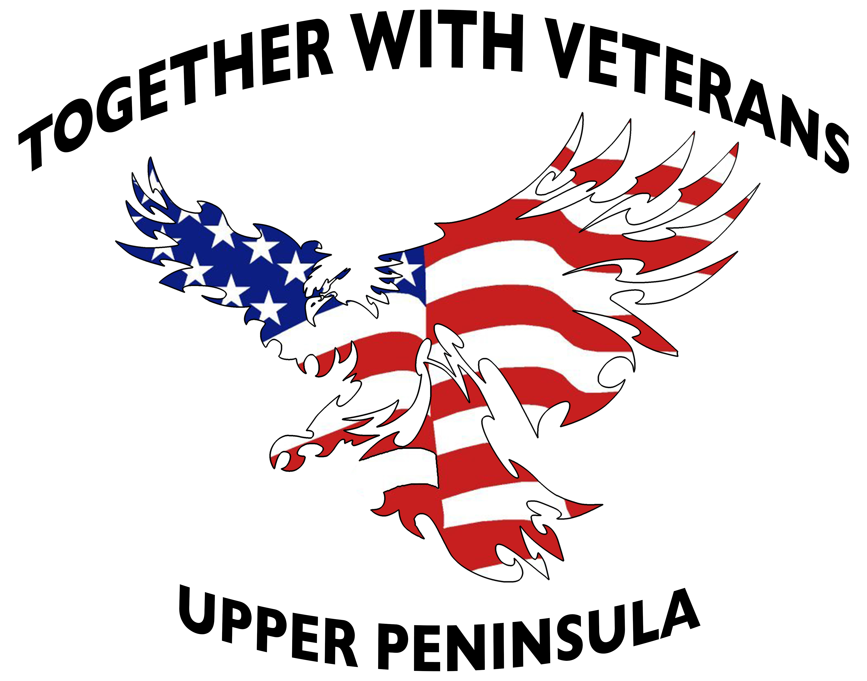 TOGETHER WITH VETERANS
UPPER PENINSULA